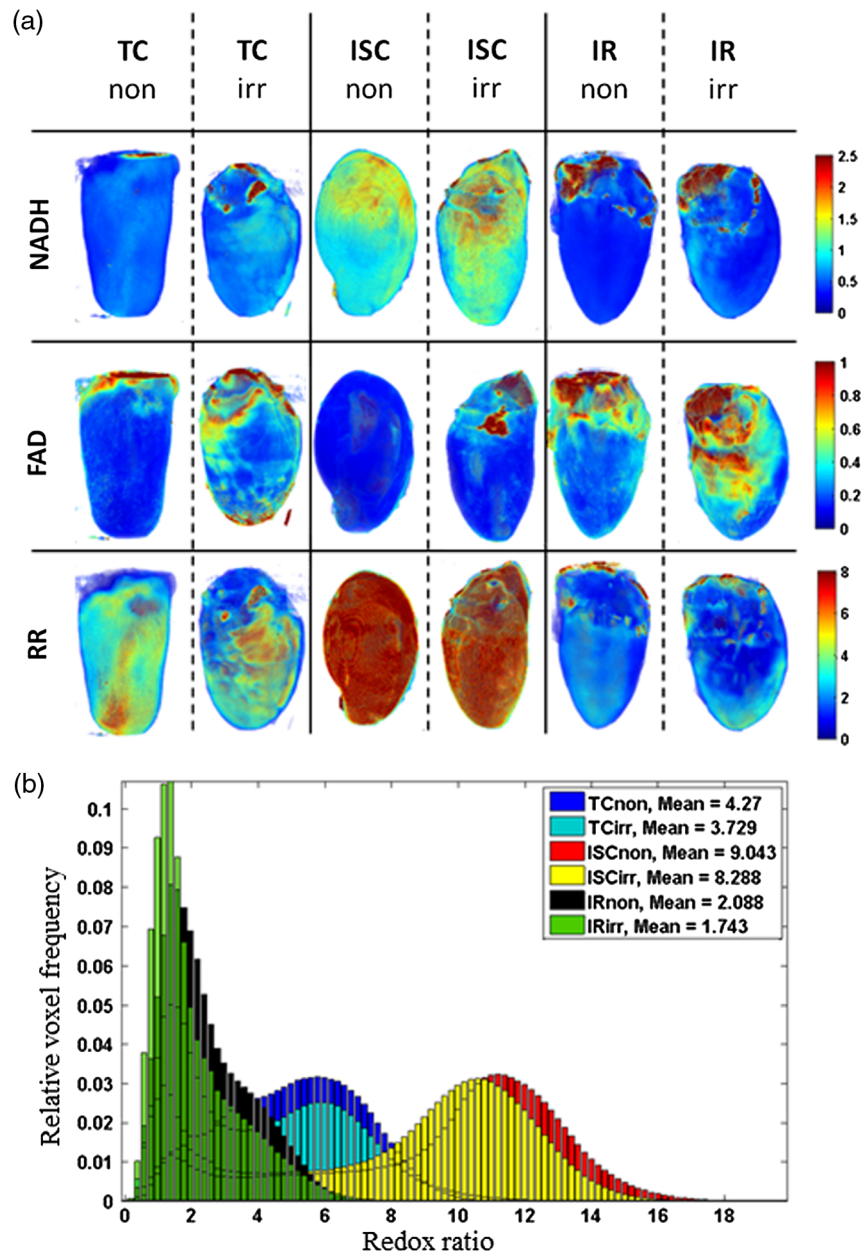 (a)
TC TC ISC ISC IR IR
non irr non irr non irr
NADH
2.5
2
1.5
1
0.5
0
FAD
1
0.8
0.6
0.4
0.2
0
RR
8
6
4
2
0
(b)
TCnon, Mean = 4.27
TCirr, Mean = 3.729
ISCnon, Mean = 9.043
ISCirr, Mean = 8.288
IRnon, Mean = 2.088
IRirr, Mean = 1.743
Relative voxel frequency
0.1
0.09
0.08
0.07
0.06
0.05
0.04
0.03
0.02
0.01
0
0 2 4 6 8 10 12 14 16 18
Redox ratio